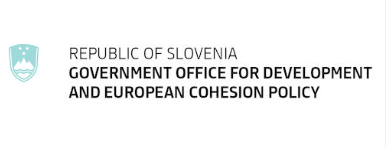 REPUBLIC OF SLOVENIA
GOVERNMENT OFFICE FOR DEVELOPMENT
AND EUROPEAN COHESION POLICY